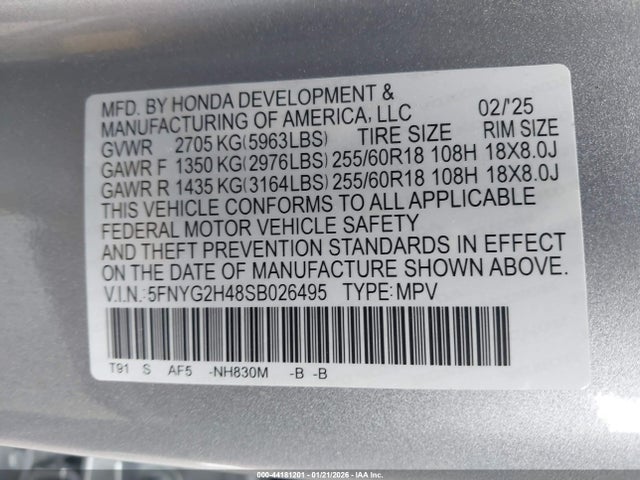 MFD. BY HONDA DEVELOPMENT &
MANUFACTURING OF AMERICA, LLC 02/'25
GVWR 2705 KG(5963LBS) TIRE SIZE RIM SIZE
GAWR F 1350 KG(2976LBS) 255/60R18 108H 18X8.0J
GAWR R 1435 KG(3164LBS) 255/60R18 108H 18X8.0J
THIS VEHICLE CONFORMS TO ALL APPLICABLE
FEDERAL MOTOR VEHICLE SAFETY
AND THEFT PREVENTION STANDARDS IN EFFECT
ON THE DATE OF MANUFACTURE SHOWN ABOVE.
V.I.N.:5FNYG2H48SB026495 TYPE:MPV
T91 S AF5 -NH830M -B -B
000-44181201 - 01/21/2026 - IAA Inc.